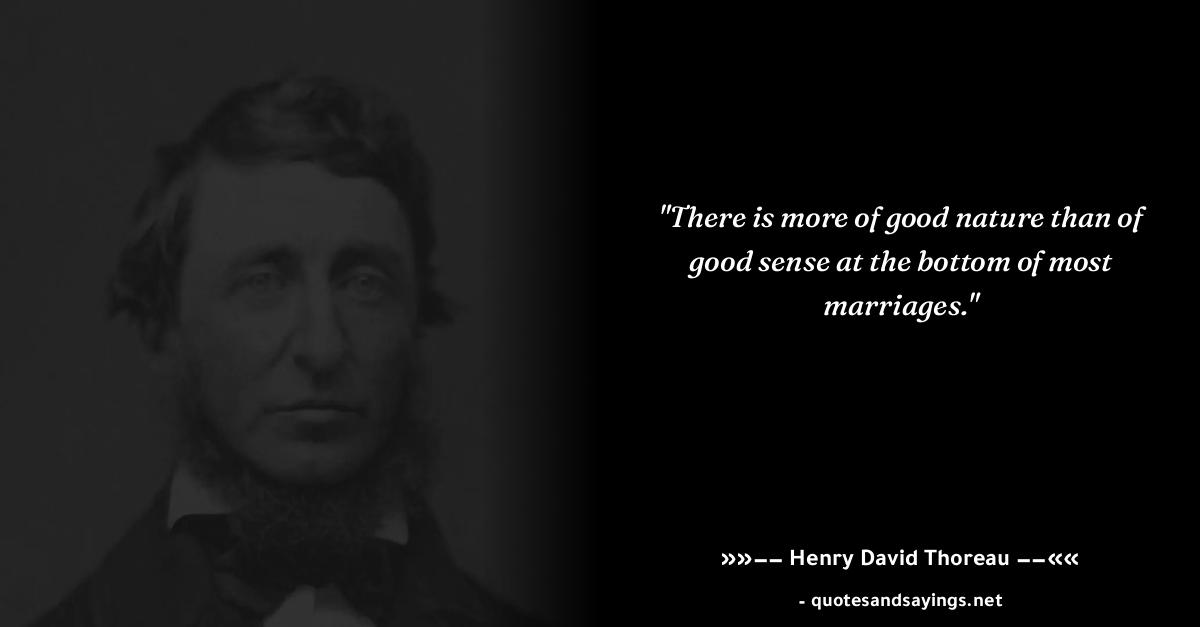 "There is more of good nature than of
good sense at the bottom of most
marriages."
»»−− Henry David Thoreau −−««
- quotesandsayings.net